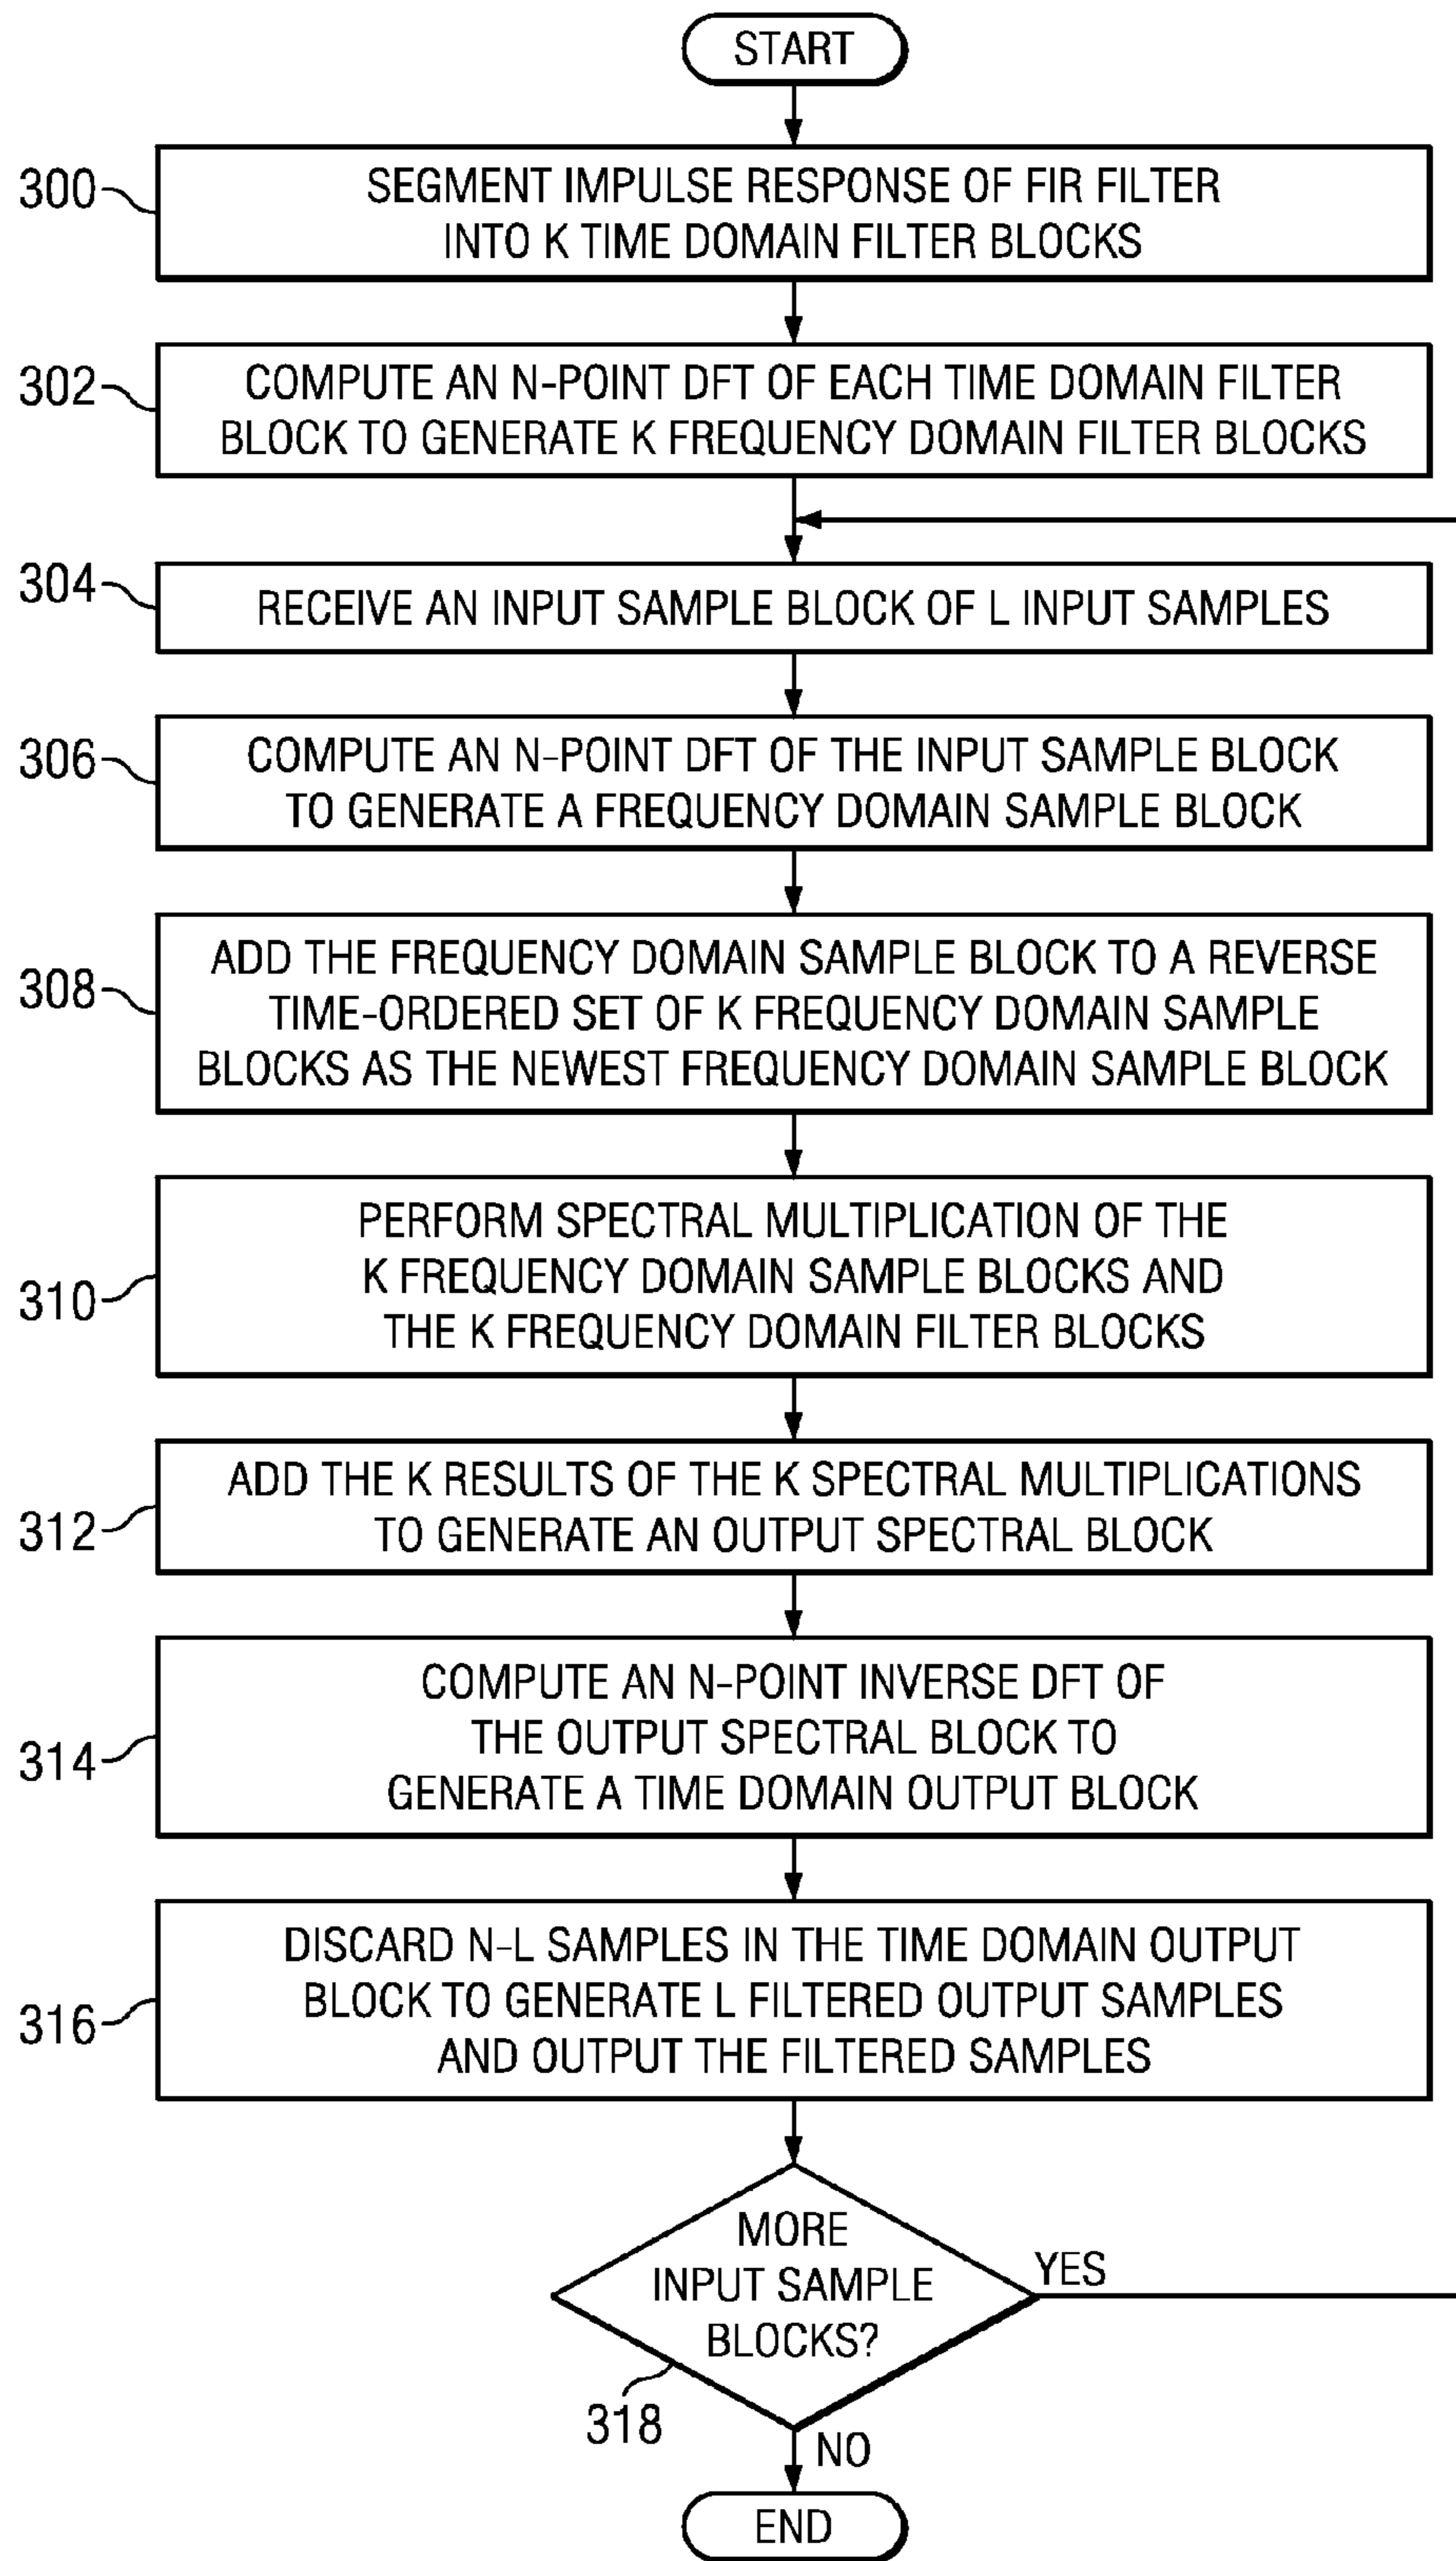 START
300
SEGMENT IMPULSE RESPONSE OF FIR FILTER
INTO K TIME DOMAIN FILTER BLOCKS
302
COMPUTE AN N-POINT DFT OF EACH TIME DOMAIN FILTER
BLOCK TO GENERATE K FREQUENCY DOMAIN FILTER BLOCKS
304
RECEIVE AN INPUT SAMPLE BLOCK OF L INPUT SAMPLES
306
COMPUTE AN N-POINT DFT OF THE INPUT SAMPLE BLOCK
TO GENERATE A FREQUENCY DOMAIN SAMPLE BLOCK
308
ADD THE FREQUENCY DOMAIN SAMPLE BLOCK TO A REVERSE
TIME-ORDERED SET OF K FREQUENCY DOMAIN SAMPLE
BLOCKS AS THE NEWEST FREQUENCY DOMAIN SAMPLE BLOCK
310
PERFORM SPECTRAL MULTIPLICATION OF THE
K FREQUENCY DOMAIN SAMPLE BLOCKS AND
THE K FREQUENCY DOMAIN FILTER BLOCKS
312
ADD THE K RESULTS OF THE K SPECTRAL MULTIPLICATIONS
TO GENERATE AN OUTPUT SPECTRAL BLOCK
314
COMPUTE AN N-POINT INVERSE DFT OF
THE OUTPUT SPECTRAL BLOCK TO
GENERATE A TIME DOMAIN OUTPUT BLOCK
316
DISCARD N-L SAMPLES IN THE TIME DOMAIN OUTPUT
BLOCK TO GENERATE L FILTERED OUTPUT SAMPLES
AND OUTPUT THE FILTERED SAMPLES
MORE
INPUT SAMPLE
BLOCKS?
YES
318
NO
END